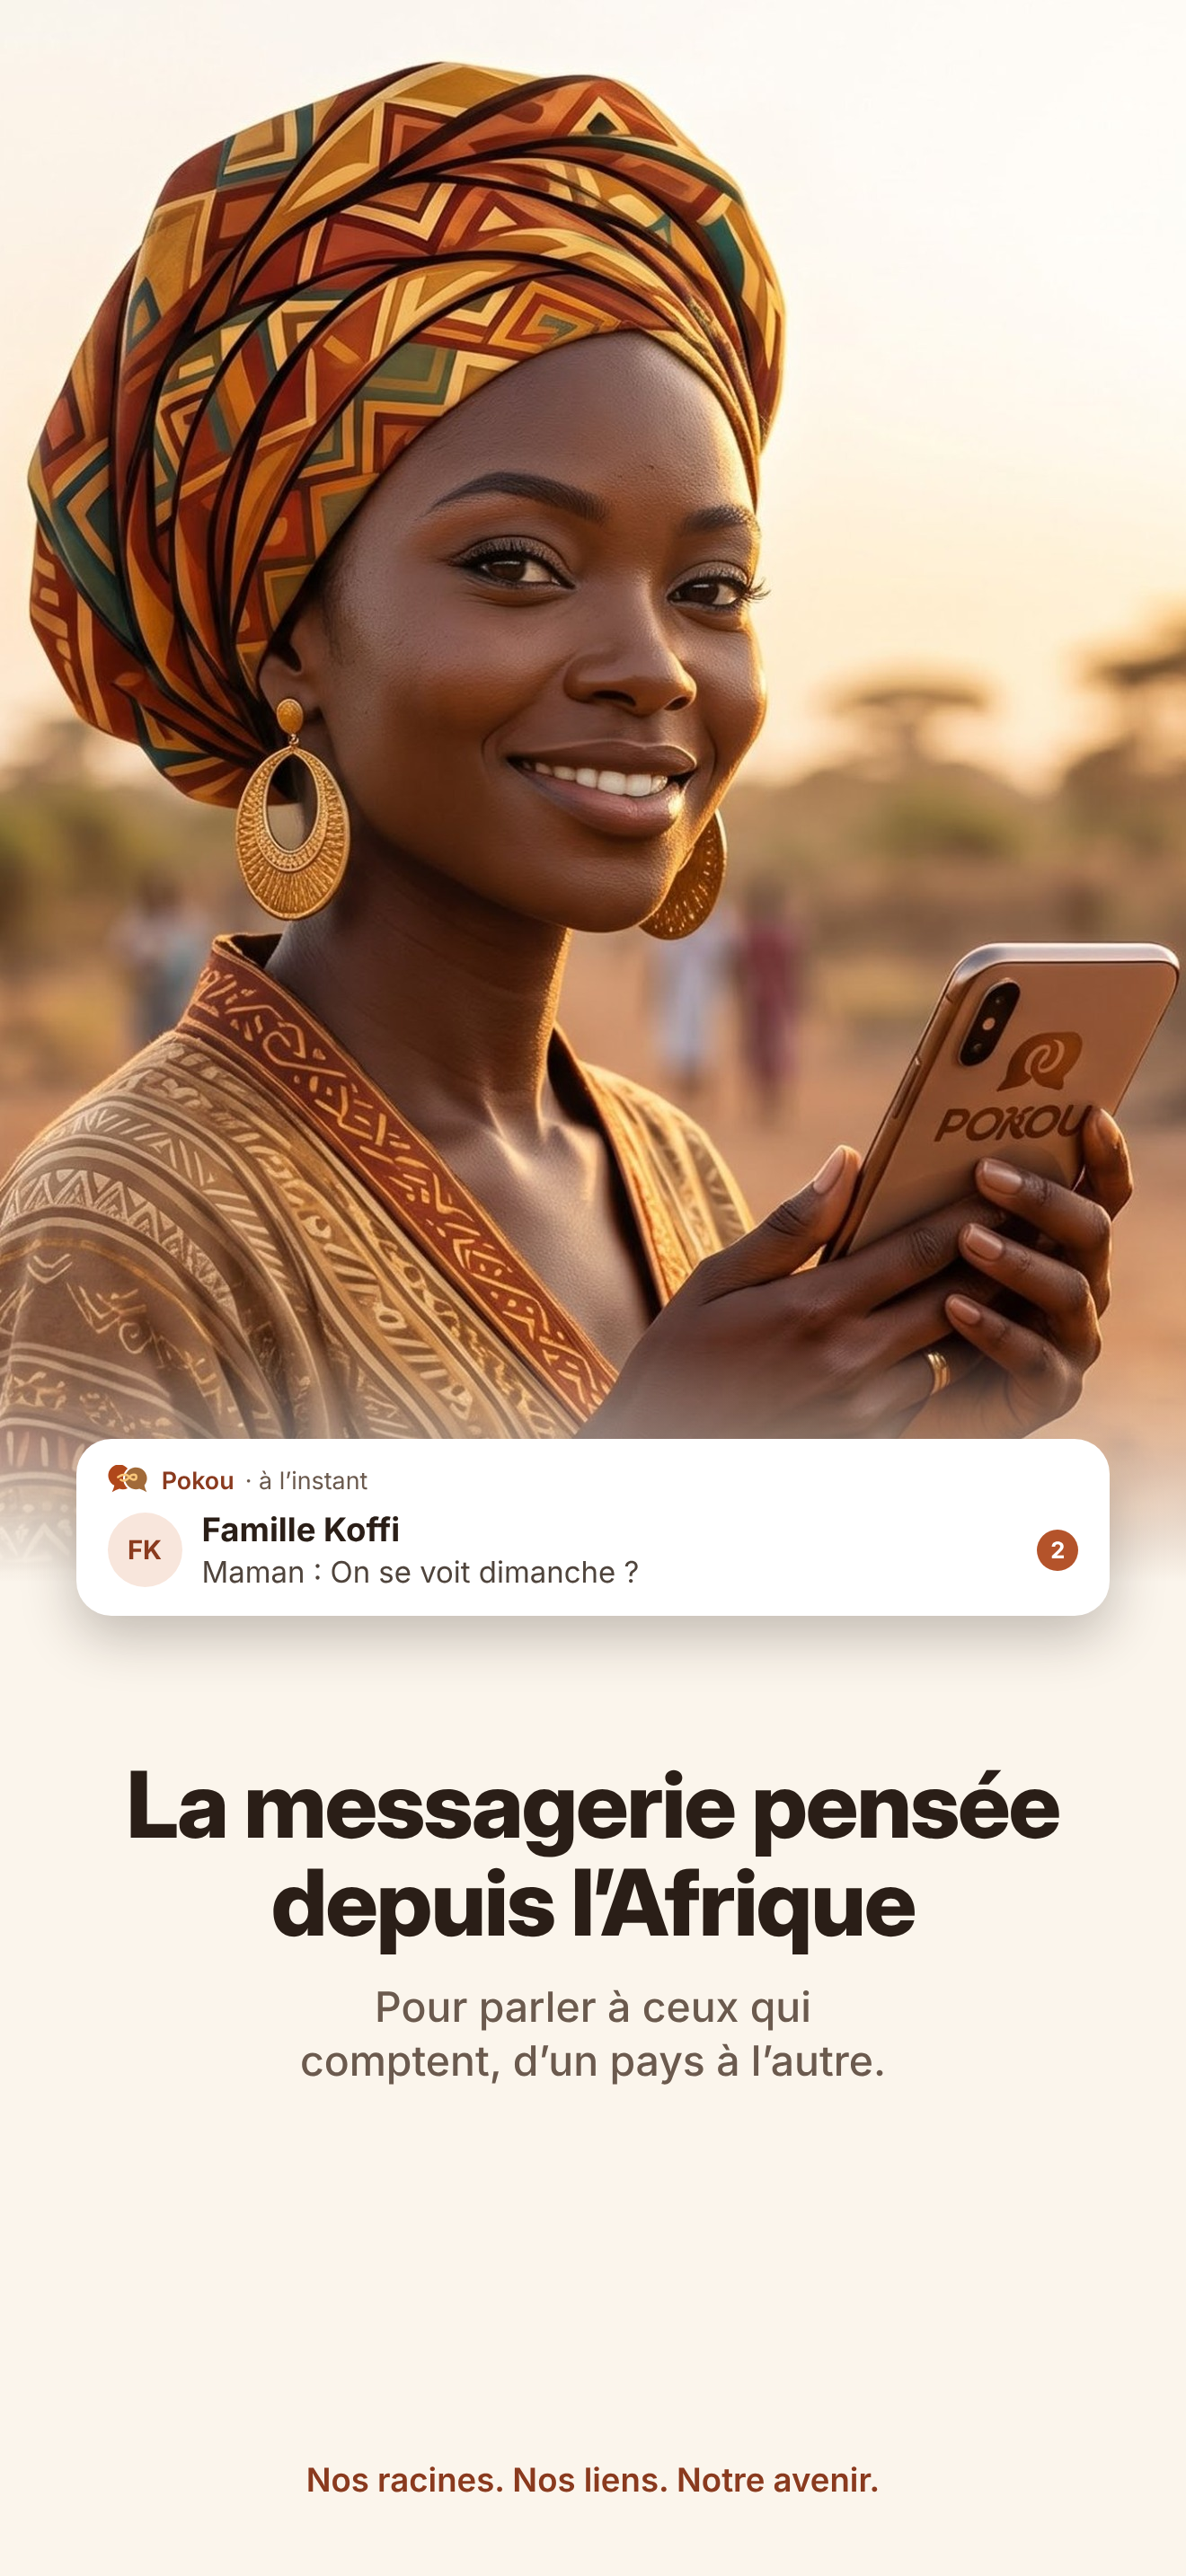 POKOU
Pokou · à l’instant
FK
Famille Koffi
Maman : On se voit dimanche ?
2
La messagerie pensée
depuis l’Afrique
Pour parler à ceux qui
comptent, d’un pays à l’autre.
Nos racines. Nos liens. Notre avenir.